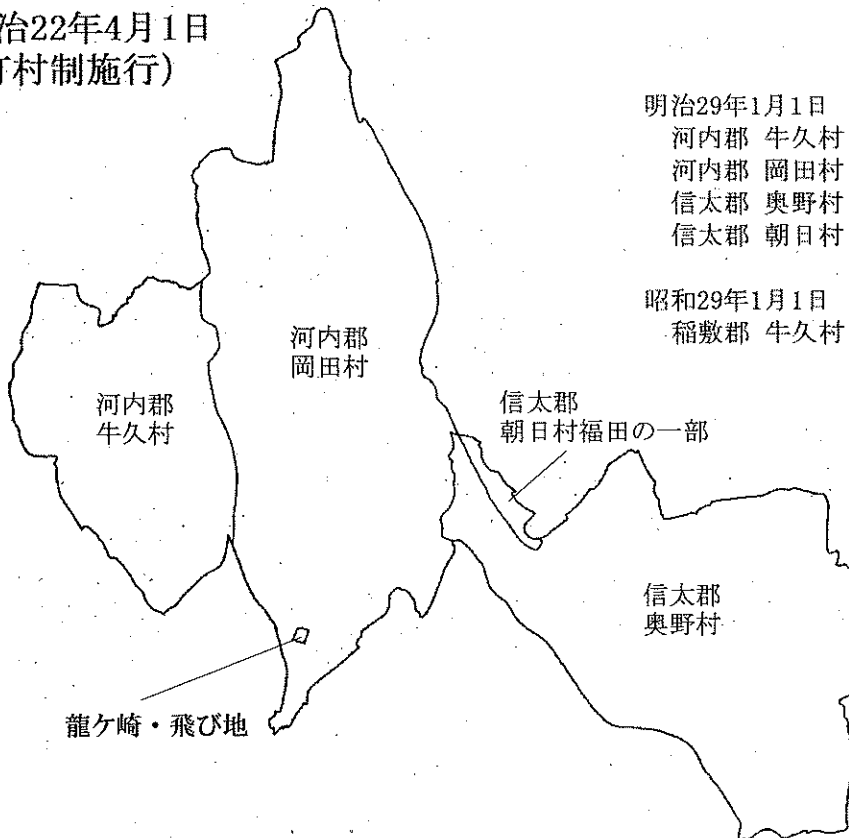 治22年4月1日
町村制施行)
明治29年1月1日
河内郡 牛久村
河内郡 岡田村
信太郡 奥野村
信太郡 朝日村
昭和29年1月1日
稲敷郡 牛久村
河内郡
岡田村
河内郡
牛久村
信太郡
朝日村福田の一部
信太郡
奥野村
龍ケ崎・飛び地